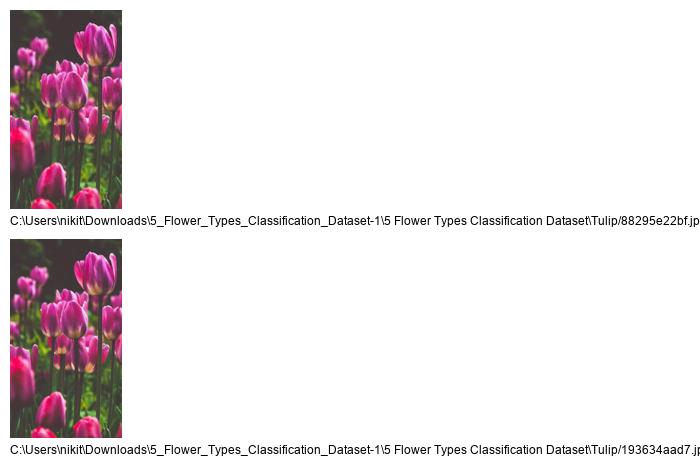 C:\Users\nikit\Downloads\5_Flower_Types_Classification_Dataset-1\5 Flower Types Classification Dataset\Tulip/88295e22bf.jp
C:\Users\nikit\Downloads\5_Flower_Types_Classification_Dataset-1\5 Flower Types Classification Dataset\Tulip/193634aad7.jp